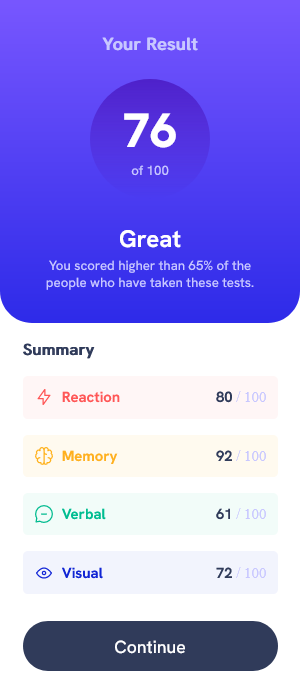 Your Result
76
of 100
Great
You scored higher than 65% of the
people who have taken these tests.
Summary
Reaction 80 / 100
Memory 92 / 100
Verbal 61 / 100
Visual 72 / 100
Continue